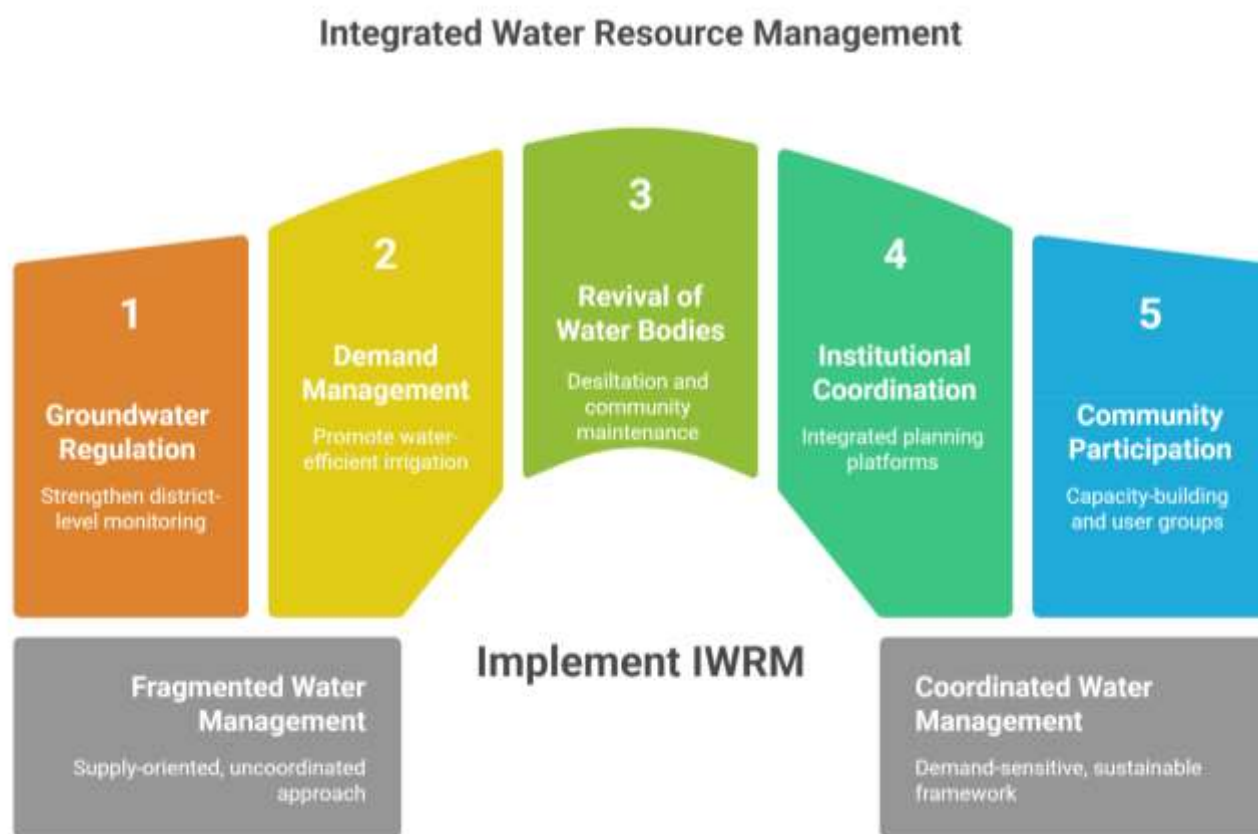 Integrated Water Resource Management
1
Groundwater
Regulation
Strengthen district-
level monitoring
2
Demand
Management
Promote water-
efficient irrigation
3
Revival of
Water Bodies
Desiltation and
community
maintenance
4
Institutional
Coordination
Integrated planning
platforms
5
Community
Participation
Capacity-building
and user groups
Fragmented Water
Management
Supply-oriented, uncoordinated
approach
Implement IWRM
Coordinated Water
Management
Demand-sensitive, sustainable
framework